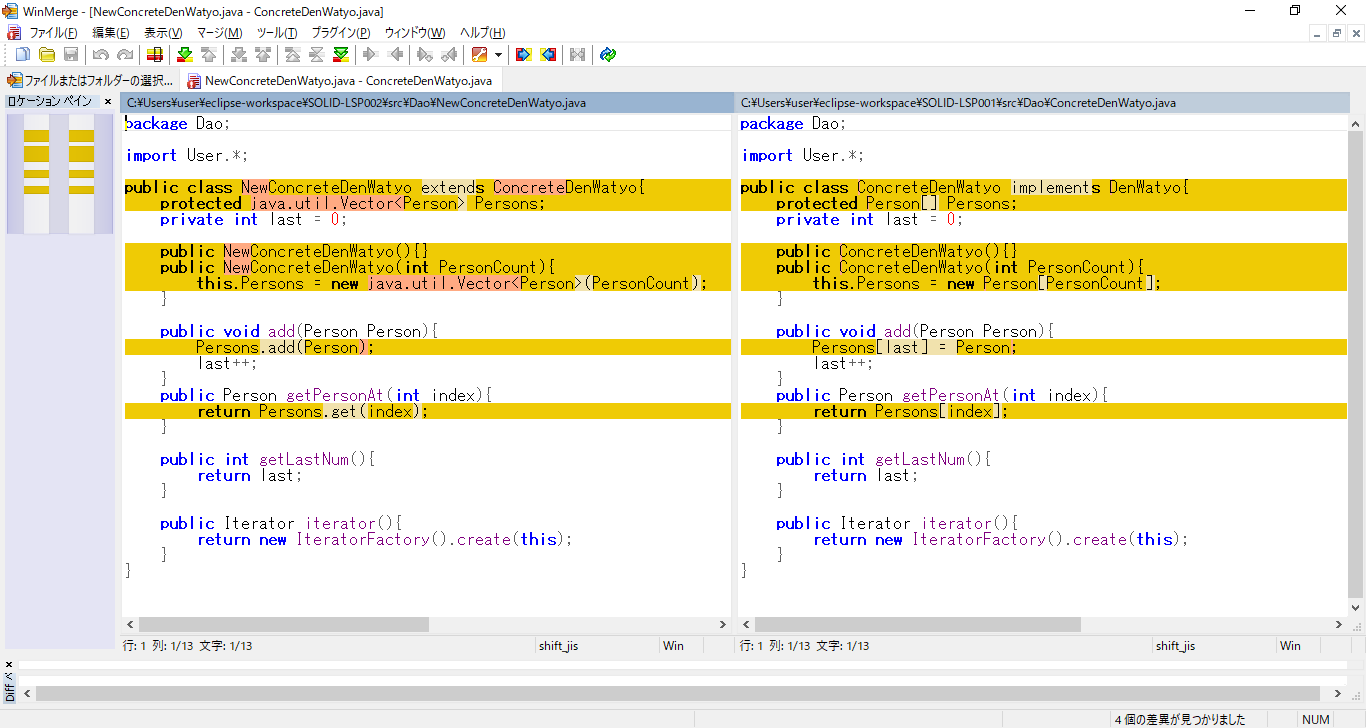 WinMerge - [NewConcreteDenWatyo.java - ConcreteDenWatyo.java]
ファイル(F) 編集(E) 表示(V) マージ(M) ツール(T) プラグイン(P) ウィンドウ(W) ヘルプ(H)
ファイルまたはフォルダーの選択... NewConcreteDenWatyo.java - ConcreteDenWatyo.java
ロケーション ペイン ×
C:¥Users¥user¥eclipse-workspace¥SOLID-LSP002¥src¥Dao¥NewConcreteDenWatyo.java
package Dao;
import User.*;
public class NewConcreteDenWatyo extends ConcreteDenWatyo{
protected java.util.Vector<Person> Persons;
private int last = 0;
public NewConcreteDenWatyo(){}
public NewConcreteDenWatyo(int PersonCount){
this.Persons = new java.util.Vector<Person>(PersonCount);
}
public void add(Person Person){
Persons.add(Person);
last++;
}
public Person getPersonAt(int index){
return Persons.get(index);
}
public int getLastNum(){
return last;
}
public Iterator iterator(){
return new IteratorFactory().create(this);
}
}
行: 1 列: 1/13 文字: 1/13 shift_jis Win
C:¥Users¥user¥eclipse-workspace¥SOLID-LSP001¥src¥Dao¥ConcreteDenWatyo.java
package Dao;
import User.*;
public class ConcreteDenWatyo implements DenWatyo{
protected Person[] Persons;
private int last = 0;
public ConcreteDenWatyo(){}
public ConcreteDenWatyo(int PersonCount){
this.Persons = new Person[PersonCount];
}
public void add(Person Person){
Persons[last] = Person;
last++;
}
public Person getPersonAt(int index){
return Persons[index];
}
public int getLastNum(){
return last;
}
public Iterator iterator(){
return new IteratorFactory().create(this);
}
}
行: 1 列: 1/13 文字: 1/13 shift_jis Win
Diff ペ
4 個の差異が見つかりました NUM